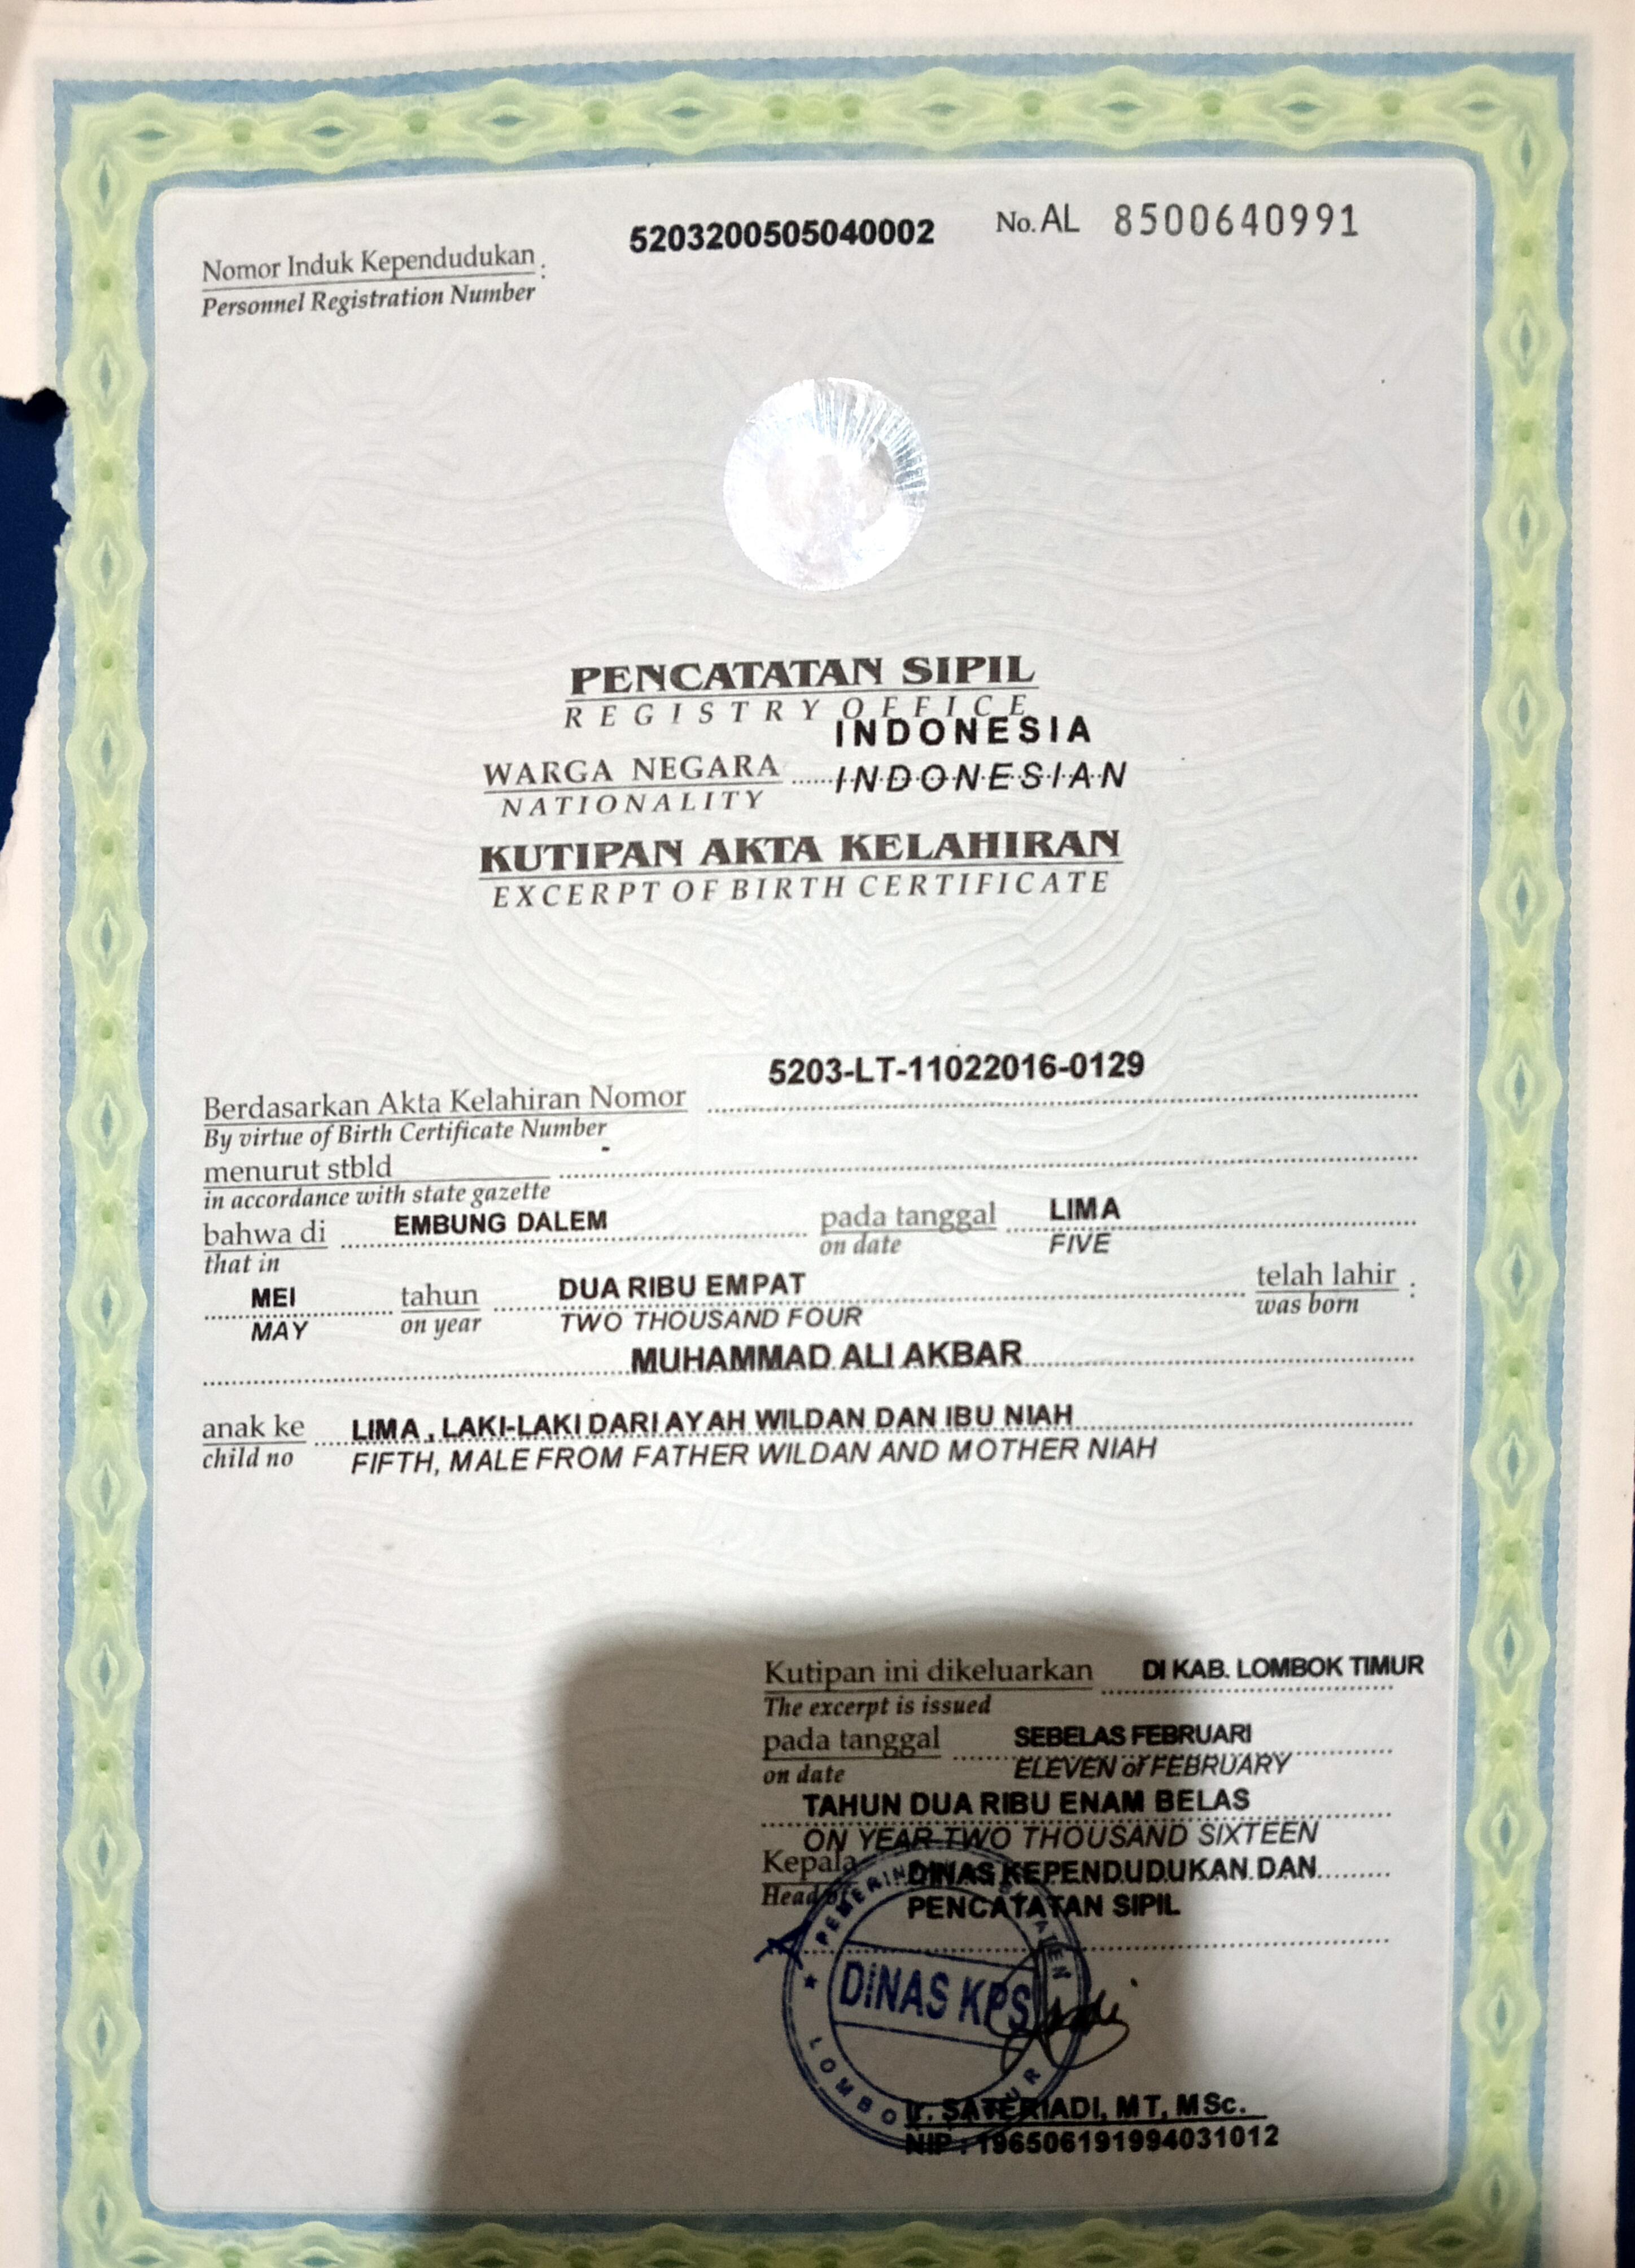 5203200505040002 No. AL 8500640991
Nomor Induk Kependudukan :
Personnel Registration Number
PENCATATAN SIPIL
REGISTRY OFFICE
INDONESIA
WARGA NEGARA ...... INDONESIAN
NATIONALITY
KUTIPAN AKTA KELAHIRAN
EXCERPT OF BIRTH CERTIFICATE
5203-LT-11022016-0129
Berdasarkan Akta Kelahiran Nomor
By virtue of Birth Certificate Number
-
menurut stbld
in accordance with state gazette
bahwa di EMBUNG DALEM pada tanggal LIMA
that in on date FIVE
MEI tahun DUA RIBU EMPAT telah lahir :
MAY on year TWO THOUSAND FOUR was born
MUHAMMAD ALI AKBAR
anak ke LIMA , LAKI-LAKI DARI AYAH WILDAN DAN IBU NIAH
child no FIFTH, MALE FROM FATHER WILDAN AND MOTHER NIAH
Kutipan ini dikeluarkan DI KAB. LOMBOK TIMUR
The excerpt is issued
pada tanggal SEBELAS FEBRUARI
on date ELEVEN of FEBRUARY
TAHUN DUA RIBU ENAM BELAS
ON YEAR TWO THOUSAND SIXTEEN
Kepala DINAS KEPENDUDUKAN DAN
Head of PENCATATAN SIPIL
DINAS KPS
Ir. SATERIADI, MT, MSc.
NIP : 196506191994031012